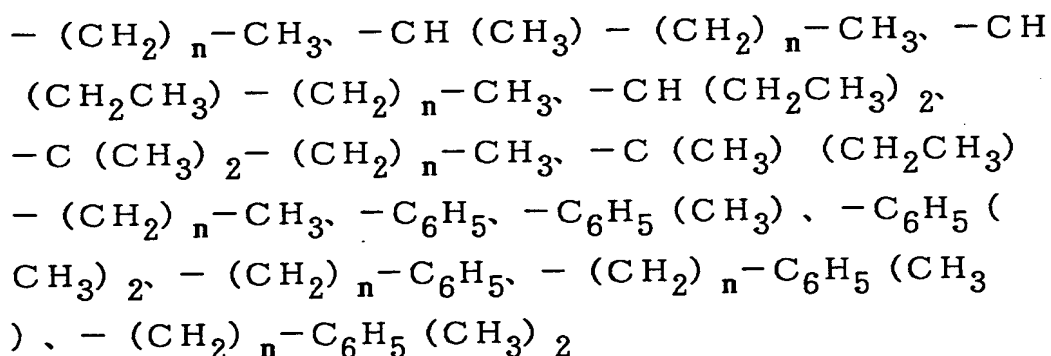 －（CH₂）ₙ－CH₃、－CH（CH₃）－（CH₂）ₙ－CH₃、－CH
（CH₂CH₃）－（CH₂）ₙ－CH₃、－CH（CH₂CH₃）₂、
－C（CH₃）₂－（CH₂）ₙ－CH₃、－C（CH₃）（CH₂CH₃）
－（CH₂）ₙ－CH₃、－C₆H₅、－C₆H₅（CH₃）、－C₆H₅（
CH₃）₂、－（CH₂）ₙ－C₆H₅、－（CH₂）ₙ－C₆H₅（CH₃
）、－（CH₂）ₙ－C₆H₅（CH₃）₂